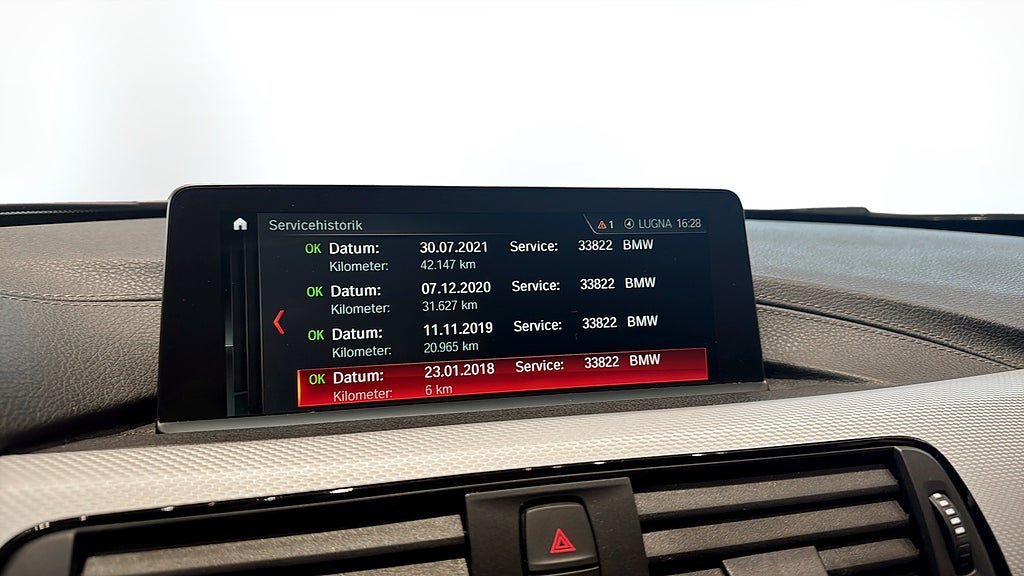 Servicehistorik 1 LUGNA 16:28
OK Datum: 30.07.2021 Service: 33822 BMW
Kilometer: 42.147 km
OK Datum: 07.12.2020 Service: 33822 BMW
Kilometer: 31.627 km
OK Datum: 11.11.2019 Service: 33822 BMW
Kilometer: 20.965 km
OK Datum: 23.01.2018 Service: 33822 BMW
Kilometer: 6 km